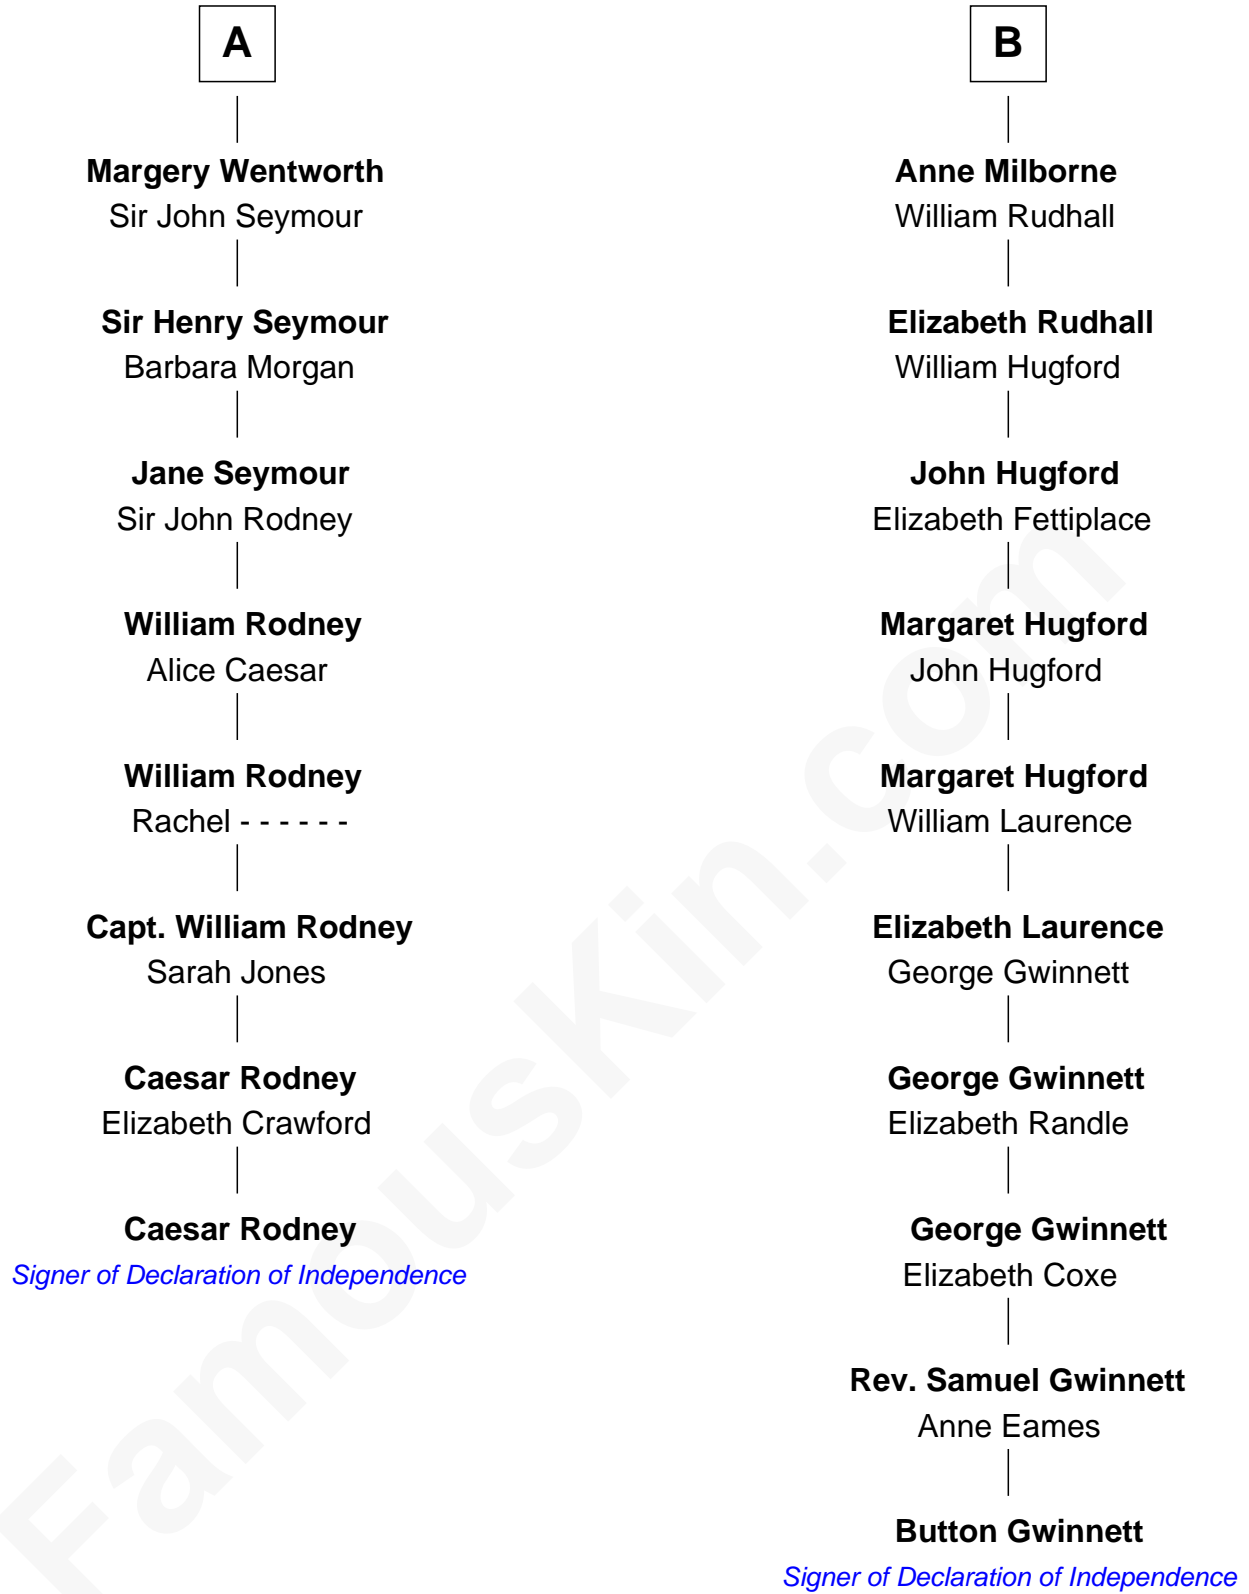 A
Margery Wentworth
Sir John Seymour
Sir Henry Seymour
Barbara Morgan
Jane Seymour
Sir John Rodney
William Rodney
Alice Caesar
William Rodney
Rachel - - - - - -
Capt. William Rodney
Sarah Jones
Caesar Rodney
Elizabeth Crawford
Caesar Rodney
Signer of Declaration of Independence
B
Anne Milborne
William Rudhall
Elizabeth Rudhall
William Hugford
John Hugford
Elizabeth Fettiplace
Margaret Hugford
John Hugford
Margaret Hugford
William Laurence
Elizabeth Laurence
George Gwinnett
George Gwinnett
Elizabeth Randle
George Gwinnett
Elizabeth Coxe
Rev. Samuel Gwinnett
Anne Eames
Button Gwinnett
Signer of Declaration of Independence
FamousKin.com